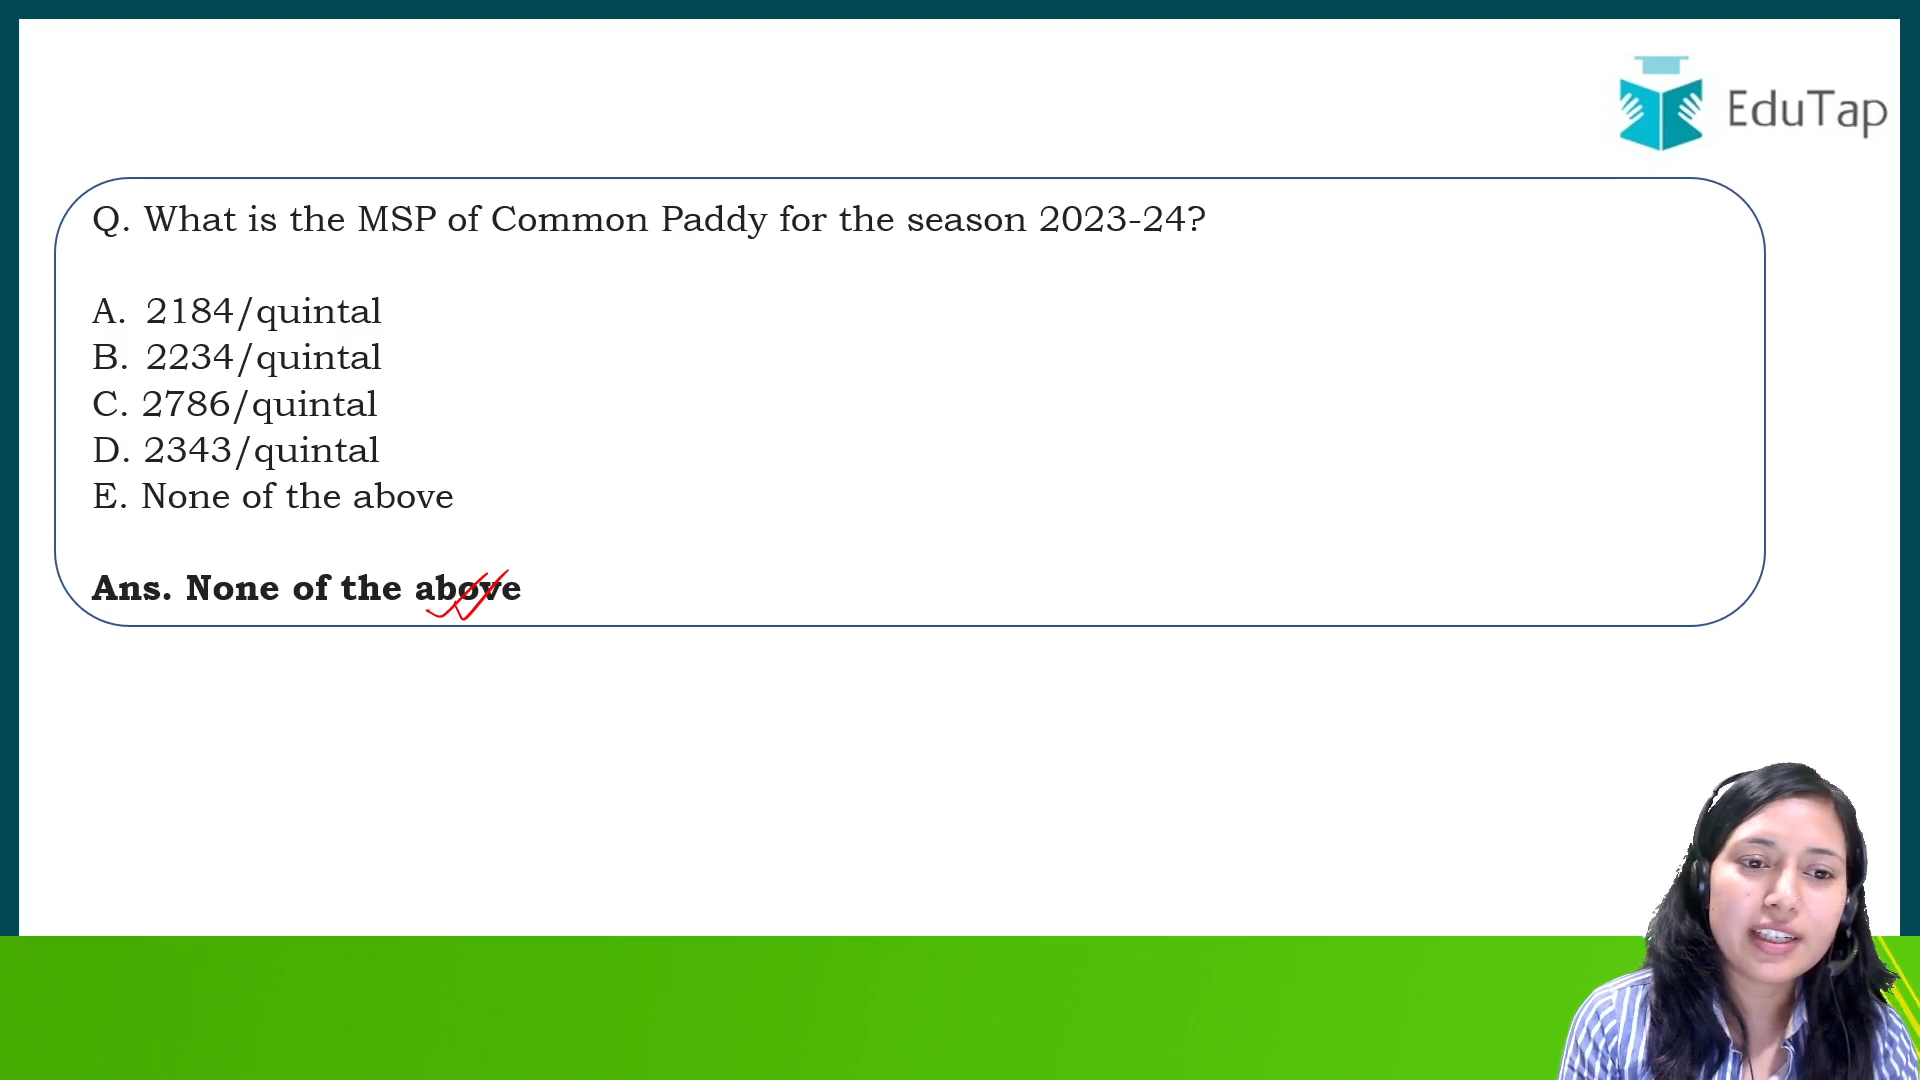 EduTap
Q. What is the MSP of Common Paddy for the season 2023-24?
A. 2184/quintal
B. 2234/quintal
C. 2786/quintal
D. 2343/quintal
E. None of the above
Ans. None of the above